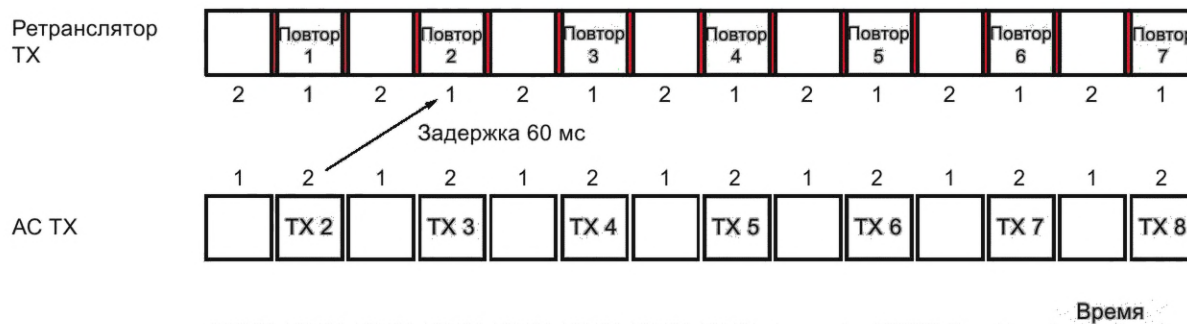 Ретранслятор
TX
Повтор Повтор Повтор Повтор Повтор Повтор Повтор
1 2 3 4 5 6 7
2 1 2 1 2 1 2 1 2 1 2 1 2 1
Задержка 60 мс
1 2 1 2 1 2 1 2 1 2 1 2 1 2
АС TX
TX 2 TX 3 TX 4 TX 5 TX 6 TX 7 TX 8
Время